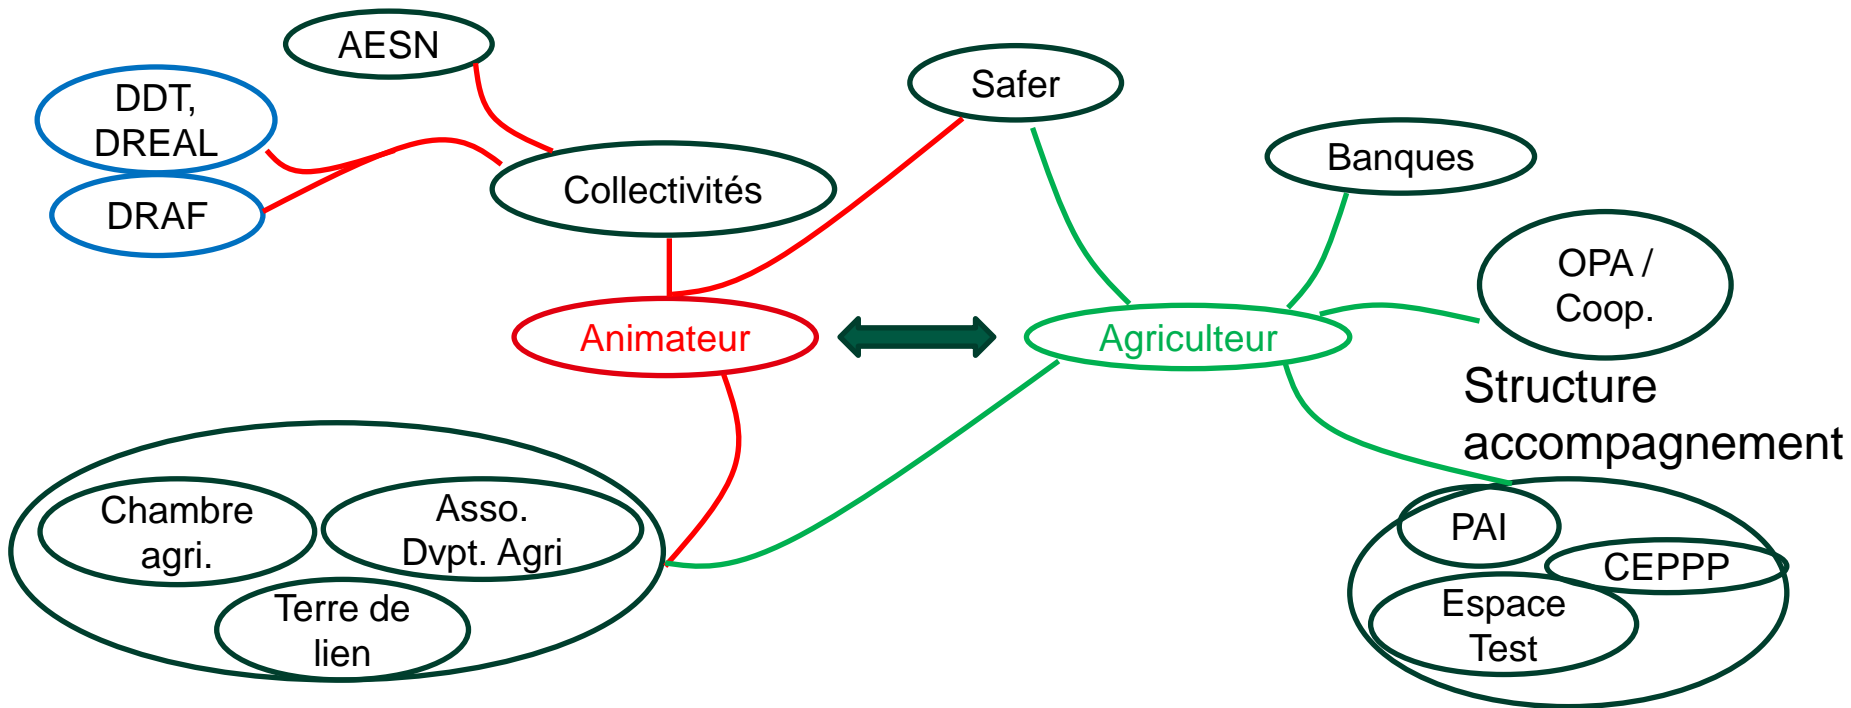 AESN
DDT,
DREAL
DRAF
Collectivités
Safer
Banques
OPA /
Coop.
Animateur
Agriculteur
Structure
accompagnement
Chambre
agri.
Asso.
Dvpt. Agri
Terre de
lien
PAI
CEPPP
Espace
Test